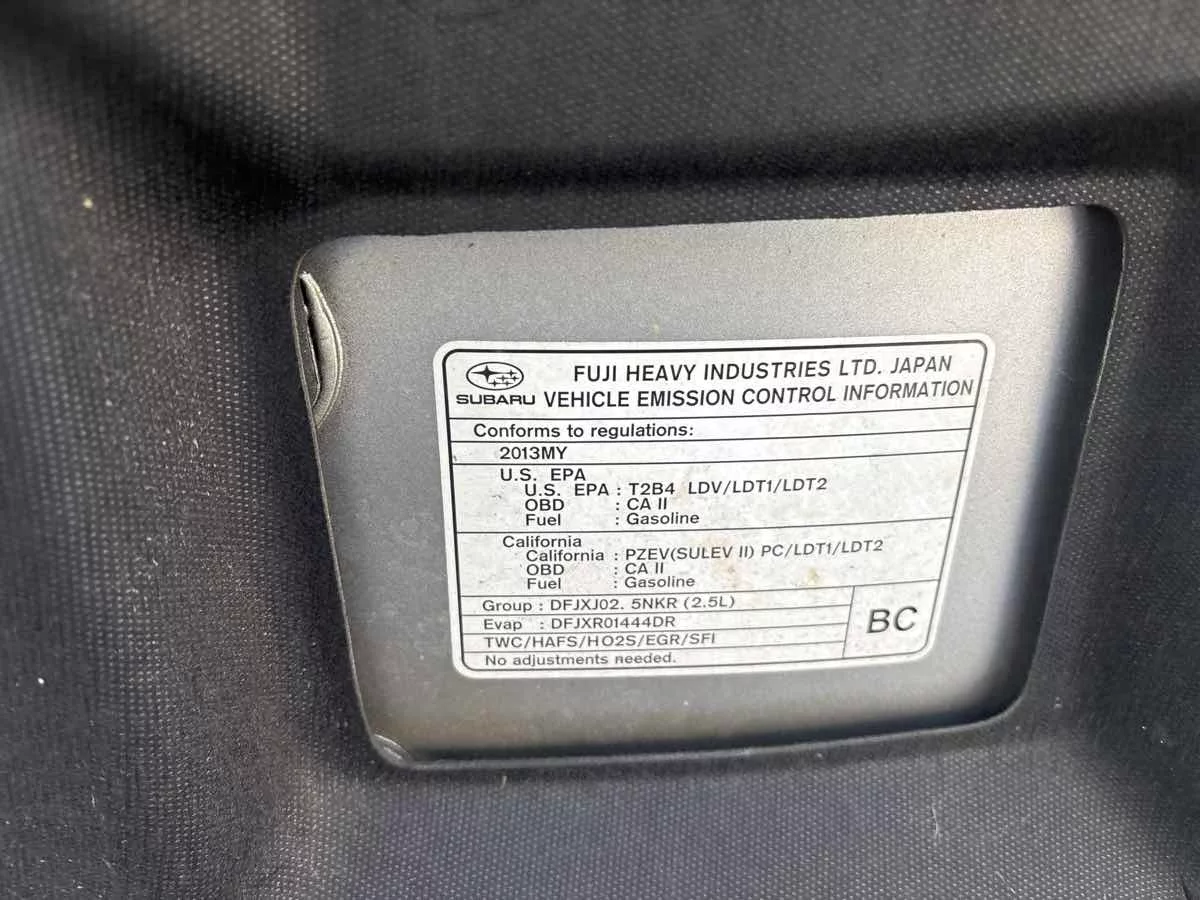 FUJI HEAVY INDUSTRIES LTD. JAPAN
SUBARU VEHICLE EMISSION CONTROL INFORMATION
Conforms to regulations:
2013MY
U.S. EPA
U.S. EPA : T2B4 LDV/LDT1/LDT2
OBD : CA II
Fuel : Gasoline
California
California : PZEV(SULEV II) PC/LDT1/LDT2
OBD : CA II
Fuel : Gasoline
Group : DFJXJ02. 5NKR (2.5L)
Evap : DFJXR01444DR
BC
TWC/HAFS/HO2S/EGR/SFI
No adjustments needed.